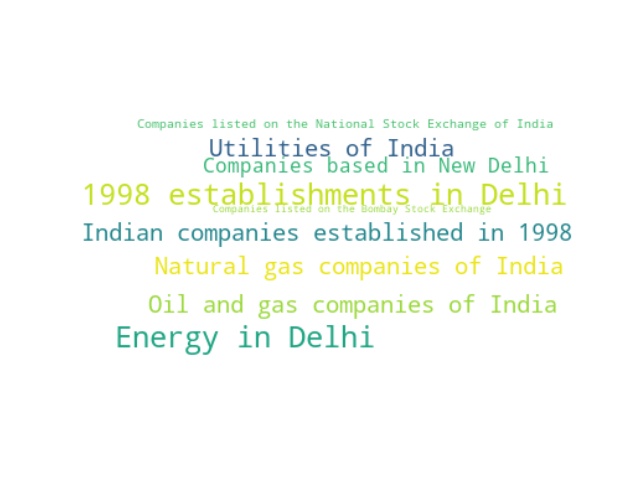 Companies listed on the National Stock Exchange of India
Utilities of India
Companies based in New Delhi
1998 establishments in Delhi
Companies listed on the Bombay Stock Exchange
Indian companies established in 1998
Natural gas companies of India
Oil and gas companies of India
Energy in Delhi